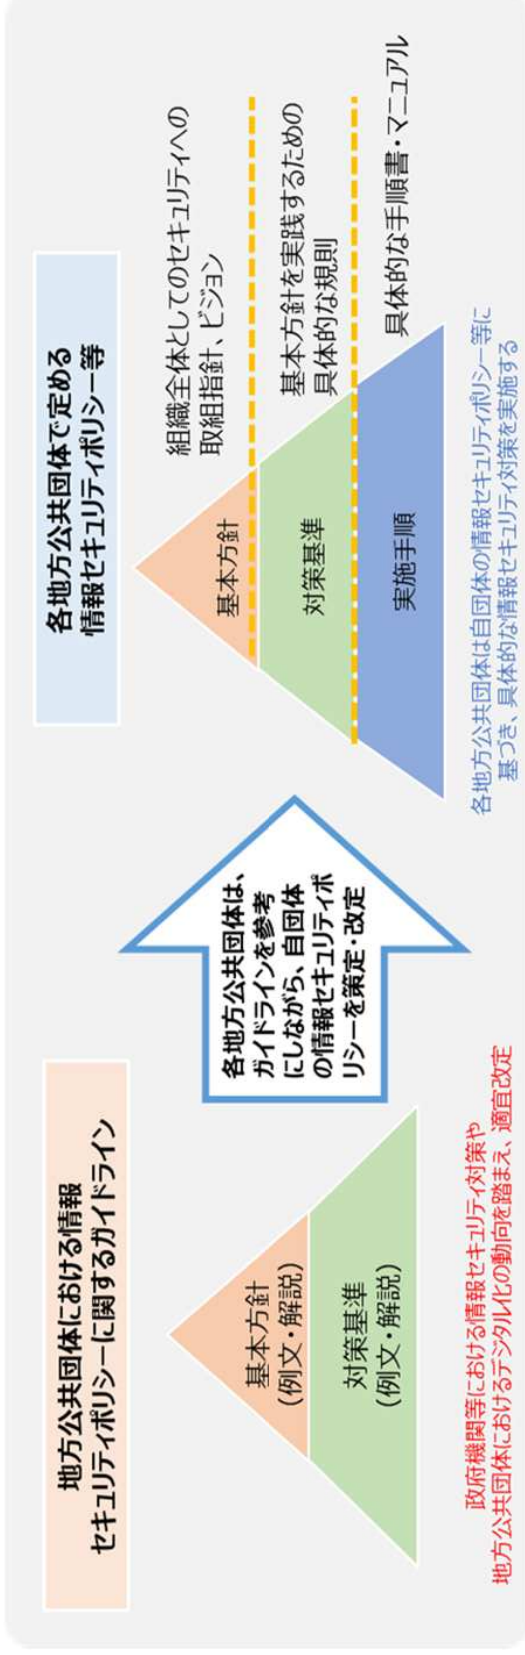 地方公共団体における情報
セキュリティポリシーに関するガイドライン
基本方針
（例文・解説）
対策基準
（例文・解説）
政府機関等における情報セキュリティ対策や
地方公共団体におけるデジタル化の動向を踏まえ、適宜改定
各地方公共団体は、
ガイドラインを参考
にしながら、自団体
の情報セキュリティポ
リシーを策定・改定
各地方公共団体で定める
情報セキュリティポリシー等
基本方針
組織全体としてのセキュリティへの
取組指針、ビジョン
対策基準
基本方針を実践するための
具体的な規則
実施手順
具体的な手順書・マニュアル
各地方公共団体は自団体の情報セキュリティポリシー等に
基づき、具体的な情報セキュリティ対策を実施する